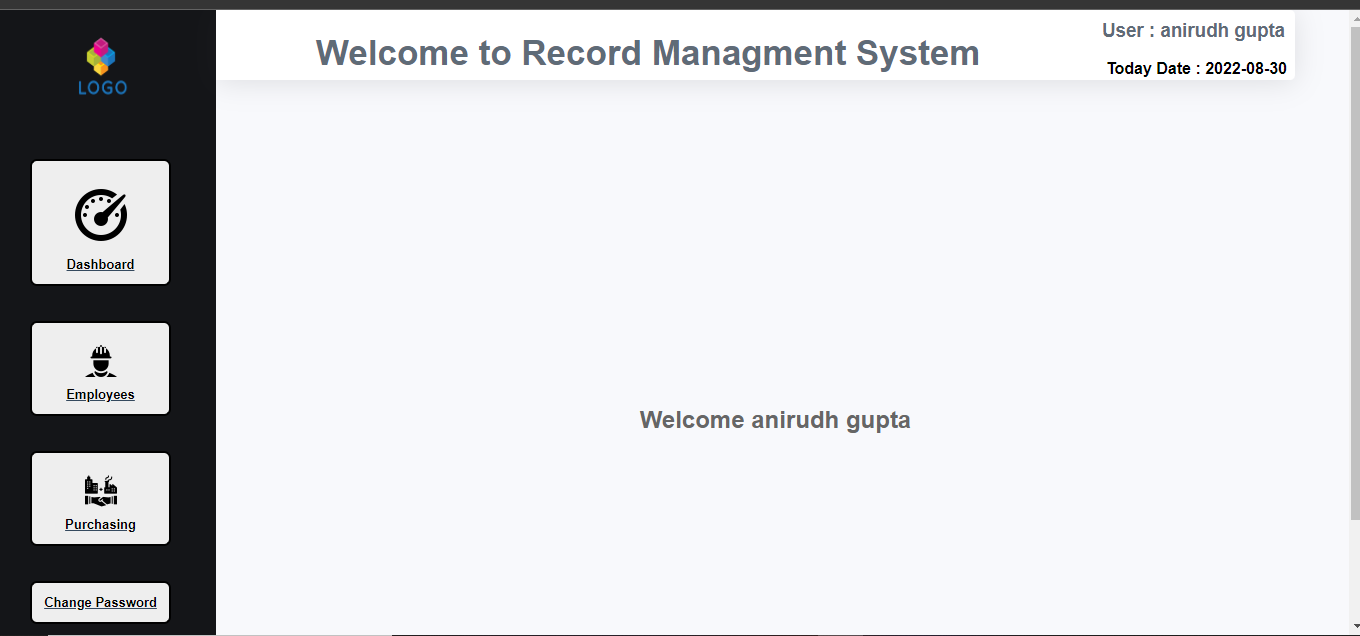 LOGO
Welcome to Record Managment System
User : anirudh gupta
Today Date : 2022-08-30
Dashboard
Employees
Purchasing
Change Password
Welcome anirudh gupta